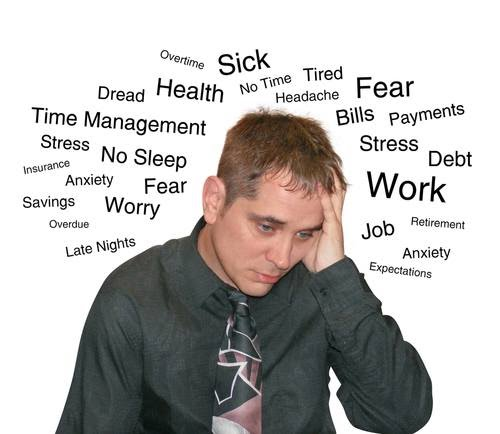 Overtime
Sick
Dread
Health
No Time
Tired
Headache
Fear
Time Management
Bills
Payments
Stress
No Sleep
Stress
Debt
Insurance
Anxiety
Fear
Work
Savings
Worry
Overdue
Job
Retirement
Late Nights
Anxiety
Expectations